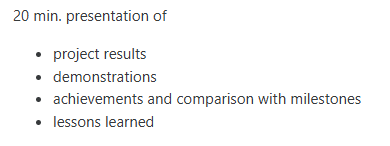 20 min. presentation of
• project results
• demonstrations
• achievements and comparison with milestones
• lessons learned